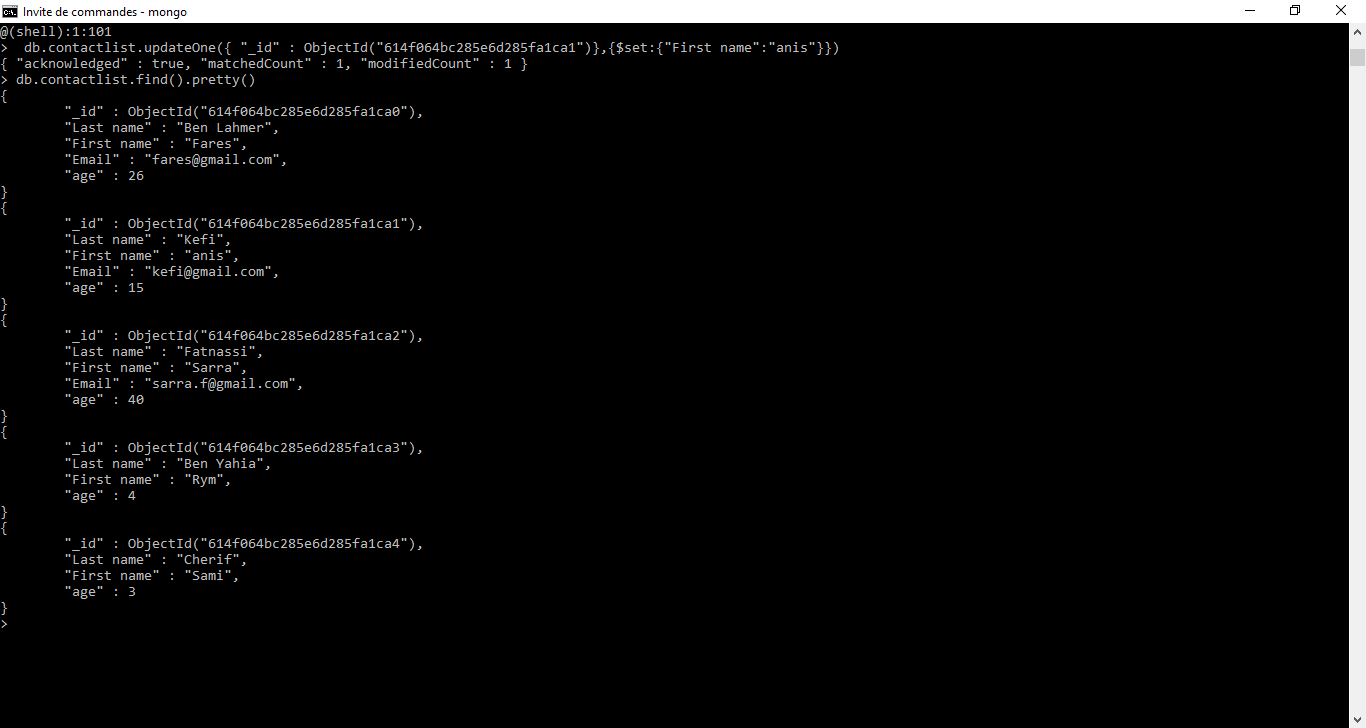 Invite de commandes - mongo
@(shell):1:101
>  db.contactlist.updateOne({ "_id" : ObjectId("614f064bc285e6d285fa1ca1")},{$set:{"First name":"anis"}})
{ "acknowledged" : true, "matchedCount" : 1, "modifiedCount" : 1 }
> db.contactlist.find().pretty()
{
        "_id" : ObjectId("614f064bc285e6d285fa1ca0"),
        "Last name" : "Ben Lahmer",
        "First name" : "Fares",
        "Email" : "fares@gmail.com",
        "age" : 26
}
{
        "_id" : ObjectId("614f064bc285e6d285fa1ca1"),
        "Last name" : "Kefi",
        "First name" : "anis",
        "Email" : "kefi@gmail.com",
        "age" : 15
}
{
        "_id" : ObjectId("614f064bc285e6d285fa1ca2"),
        "Last name" : "Fatnassi",
        "First name" : "Sarra",
        "Email" : "sarra.f@gmail.com",
        "age" : 40
}
{
        "_id" : ObjectId("614f064bc285e6d285fa1ca3"),
        "Last name" : "Ben Yahia",
        "First name" : "Rym",
        "age" : 4
}
{
        "_id" : ObjectId("614f064bc285e6d285fa1ca4"),
        "Last name" : "Cherif",
        "First name" : "Sami",
        "age" : 3
}
>